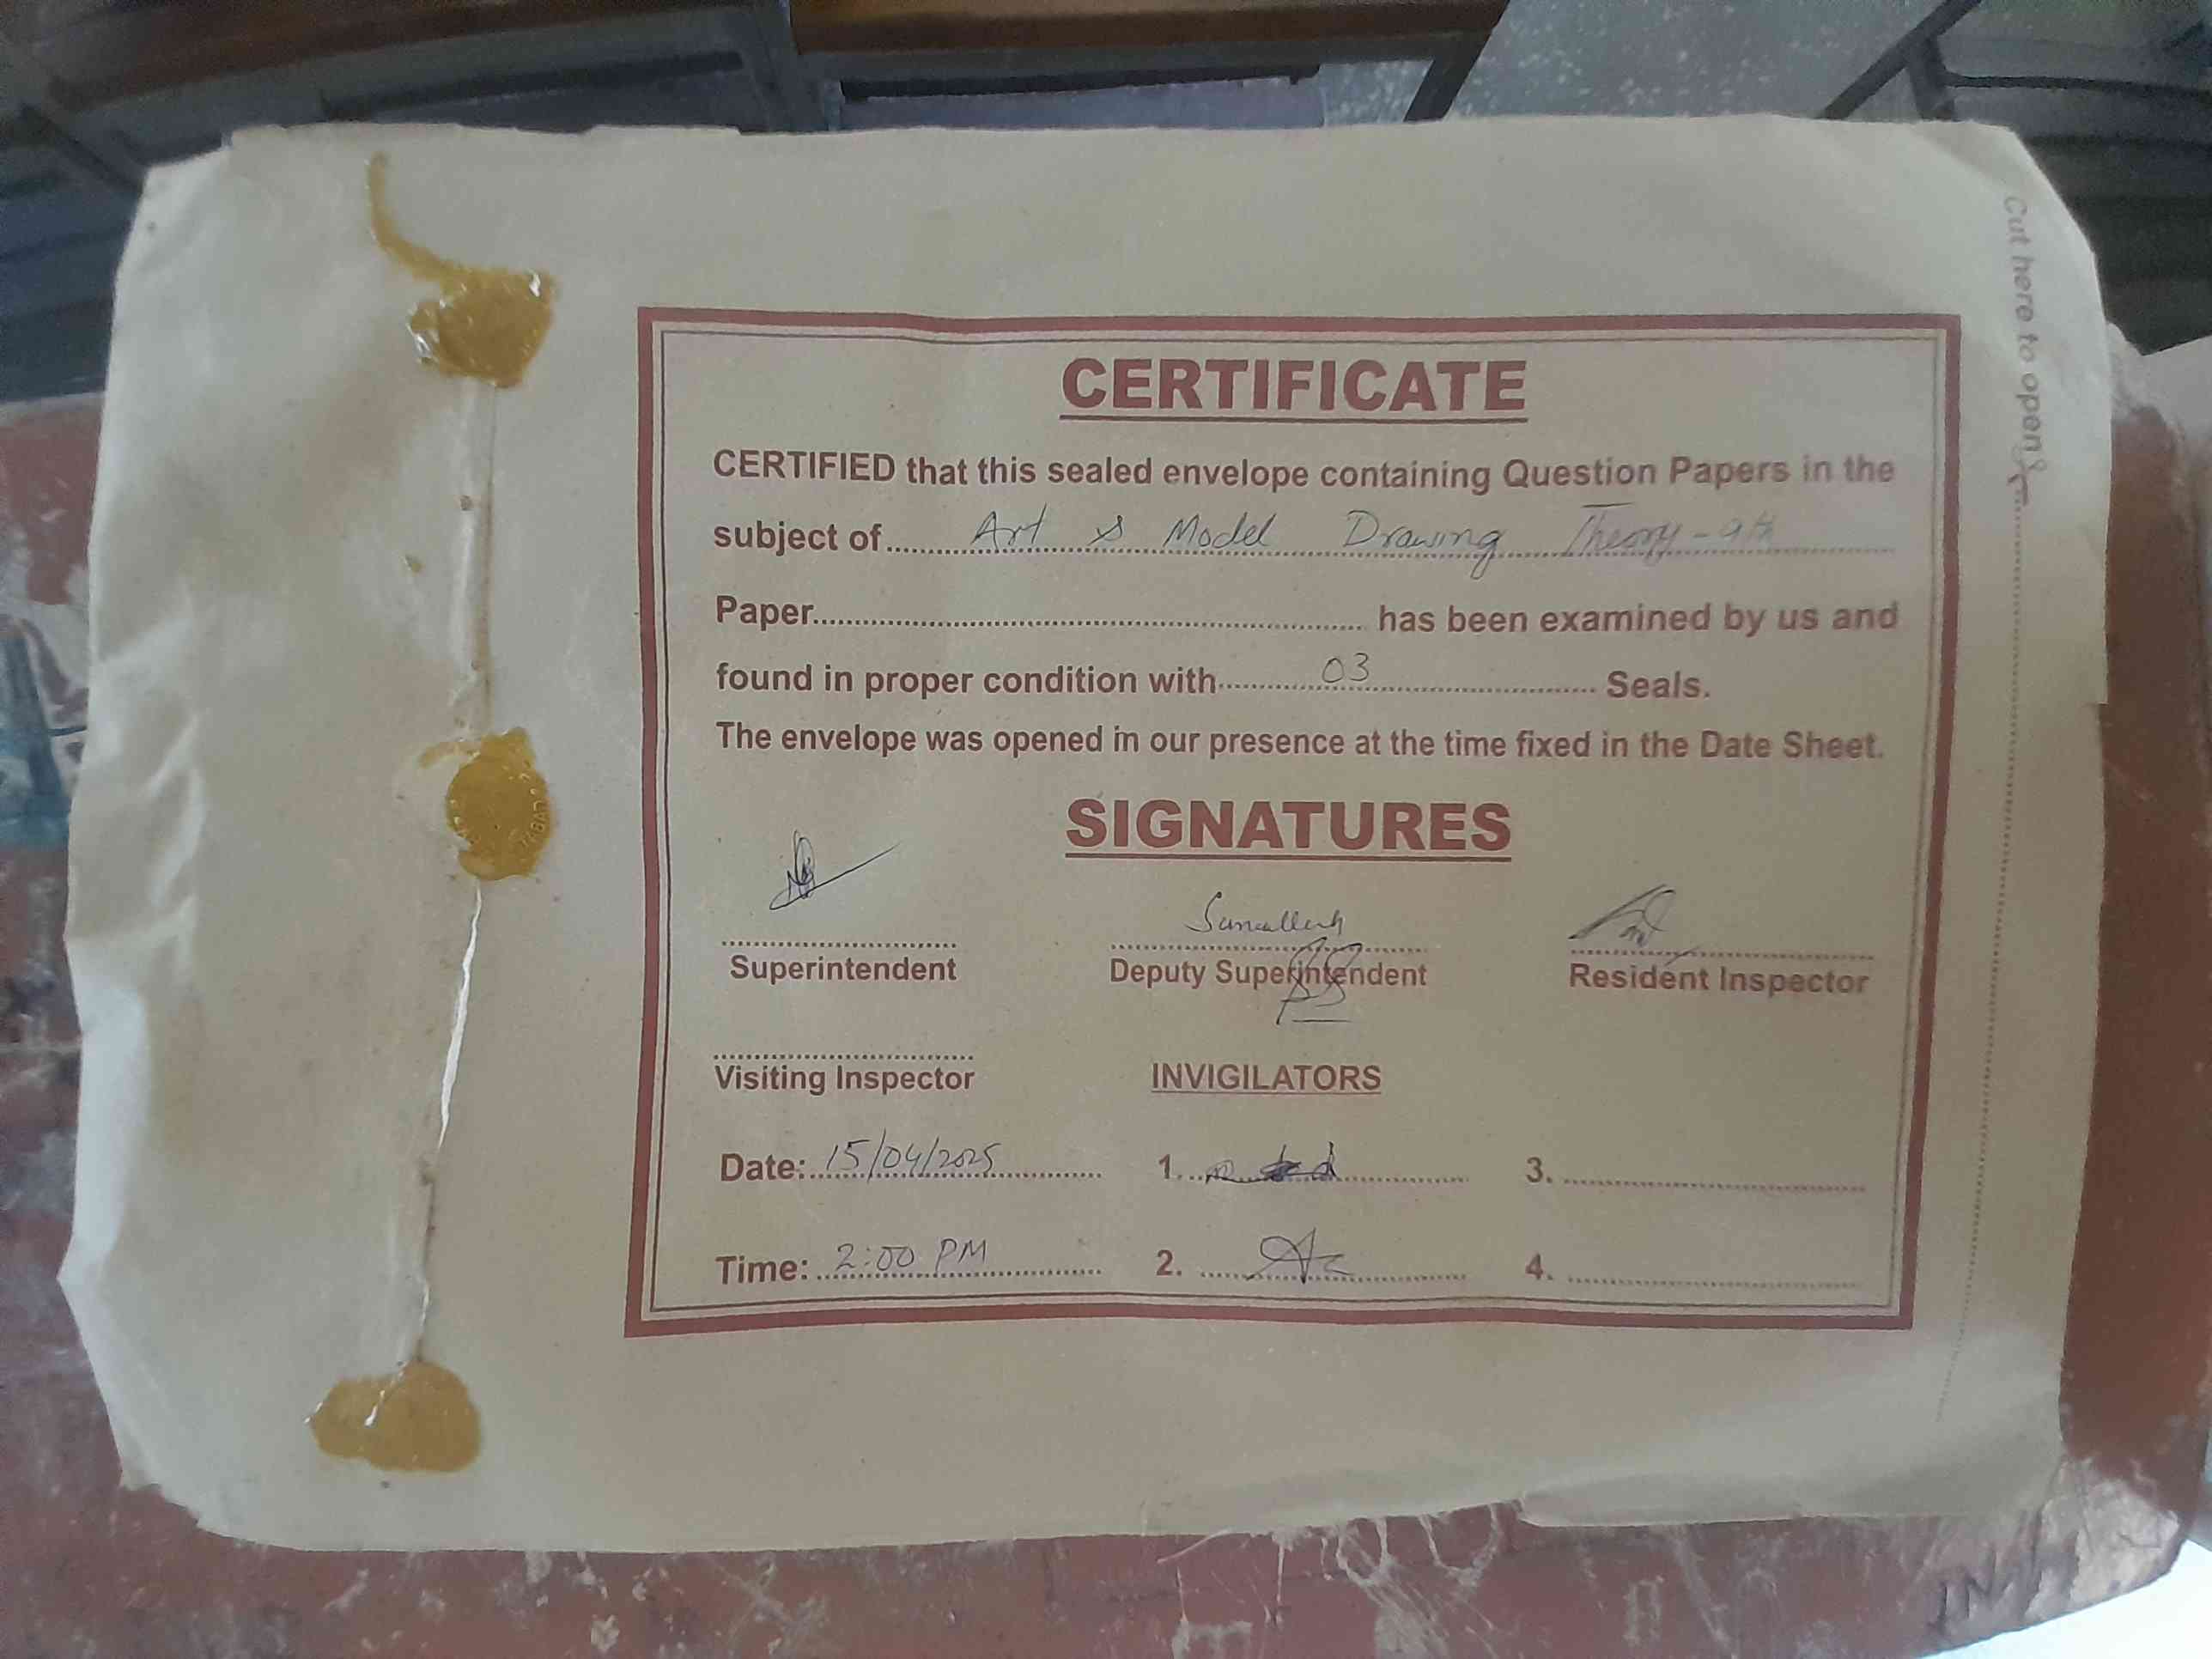 CERTIFICATE
CERTIFIED that this sealed envelope containing Question Papers in the
subject of Art & Model Drawing Theory-9th
Paper has been examined by us and
found in proper condition with 03 Seals.
The envelope was opened in our presence at the time fixed in the Date Sheet.
SIGNATURES
Superintendent Deputy Superintendent Resident Inspector
Visiting Inspector INVIGILATORS
Date: 15/04/2025 1. 3.
Time: 2:00 PM 2. 4.
Cut here to open